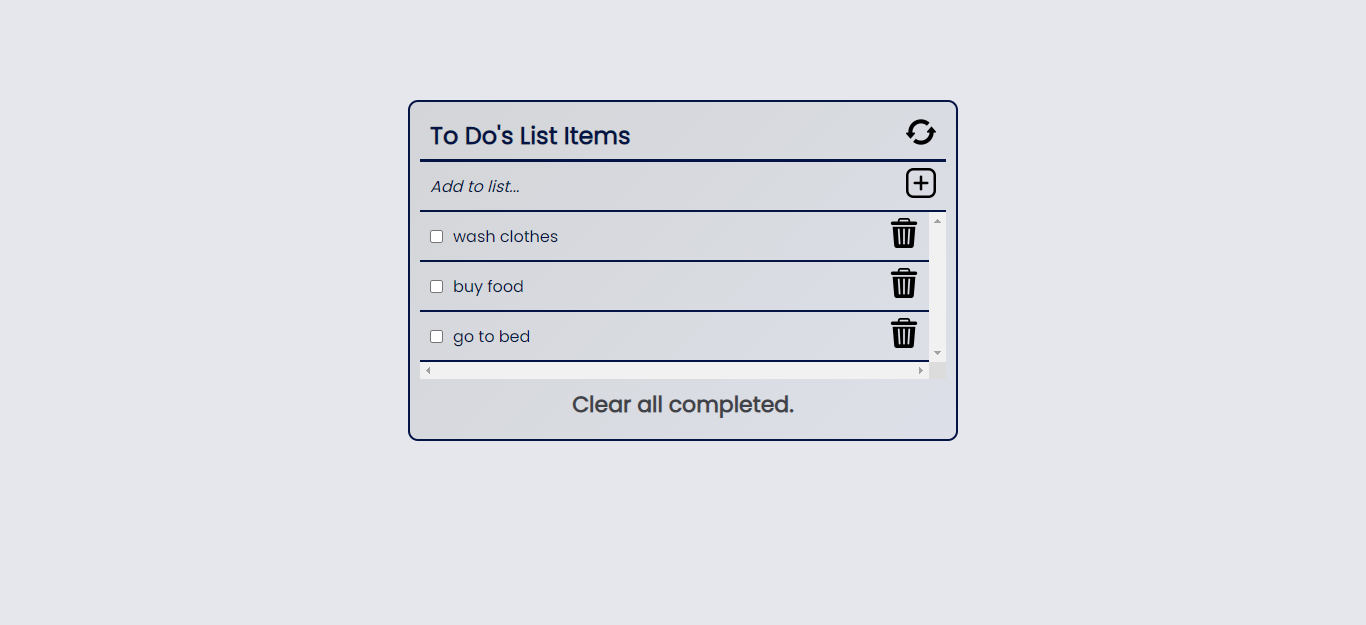 To Do's List Items
Add to list...
wash clothes
buy food
go to bed
Clear all completed.